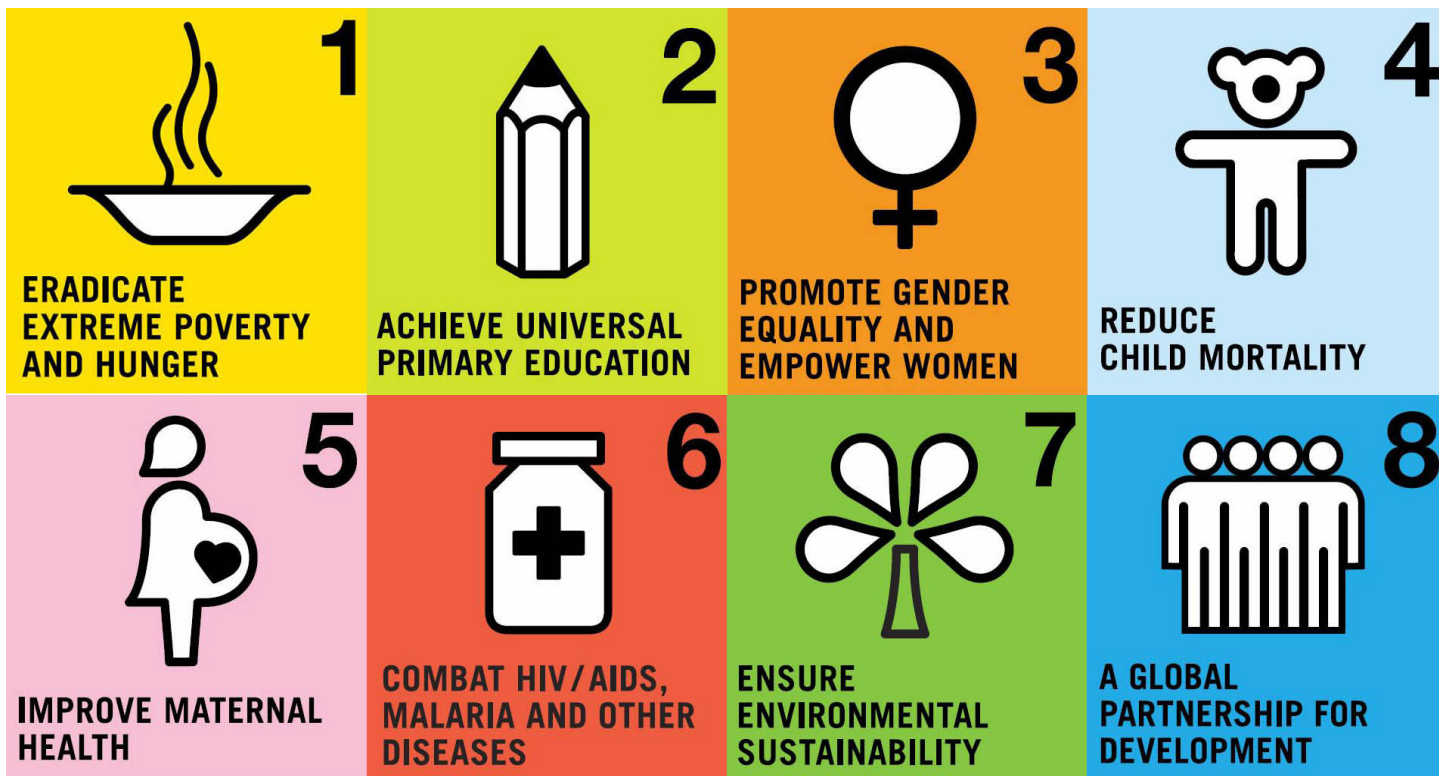 1
ERADICATE
EXTREME POVERTY
AND HUNGER
2
ACHIEVE UNIVERSAL
PRIMARY EDUCATION
3
PROMOTE GENDER
EQUALITY AND
EMPOWER WOMEN
4
REDUCE
CHILD MORTALITY
5
IMPROVE MATERNAL
HEALTH
6
COMBAT HIV/AIDS,
MALARIA AND OTHER
DISEASES
7
ENSURE
ENVIRONMENTAL
SUSTAINABILITY
8
A GLOBAL
PARTNERSHIP FOR
DEVELOPMENT